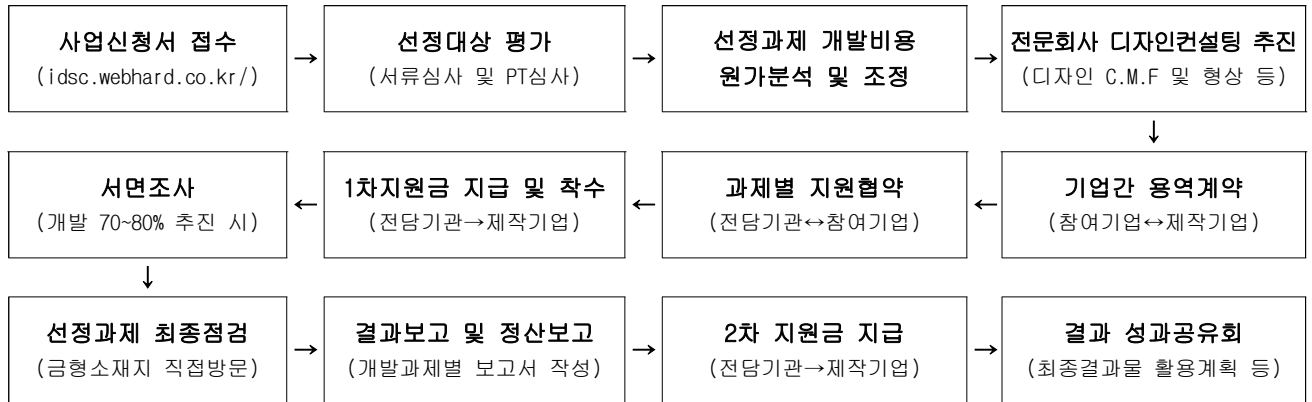 사업신청서 접수
(idsc.webhard.co.kr/)
→
선정대상 평가
(서류심사 및 PT심사)
→
선정과제 개발비용
원가분석 및 조정
→
전문회사 디자인컨설팅 추진
(디자인 C.M.F 및 형상 등)
↓
기업간 용역계약
(참여기업↔제작기업)
←
과제별 지원협약
(전담기관↔참여기업)
←
1차지원금 지급 및 착수
(전담기관→제작기업)
←
서면조사
(개발 70~80% 추진 시)
↓
선정과제 최종점검
(금형소재지 직접방문)
→
결과보고 및 정산보고
(개발과제별 보고서 작성)
→
2차 지원금 지급
(전담기관→제작기업)
→
결과 성과공유회
(최종결과물 활용계획 등)